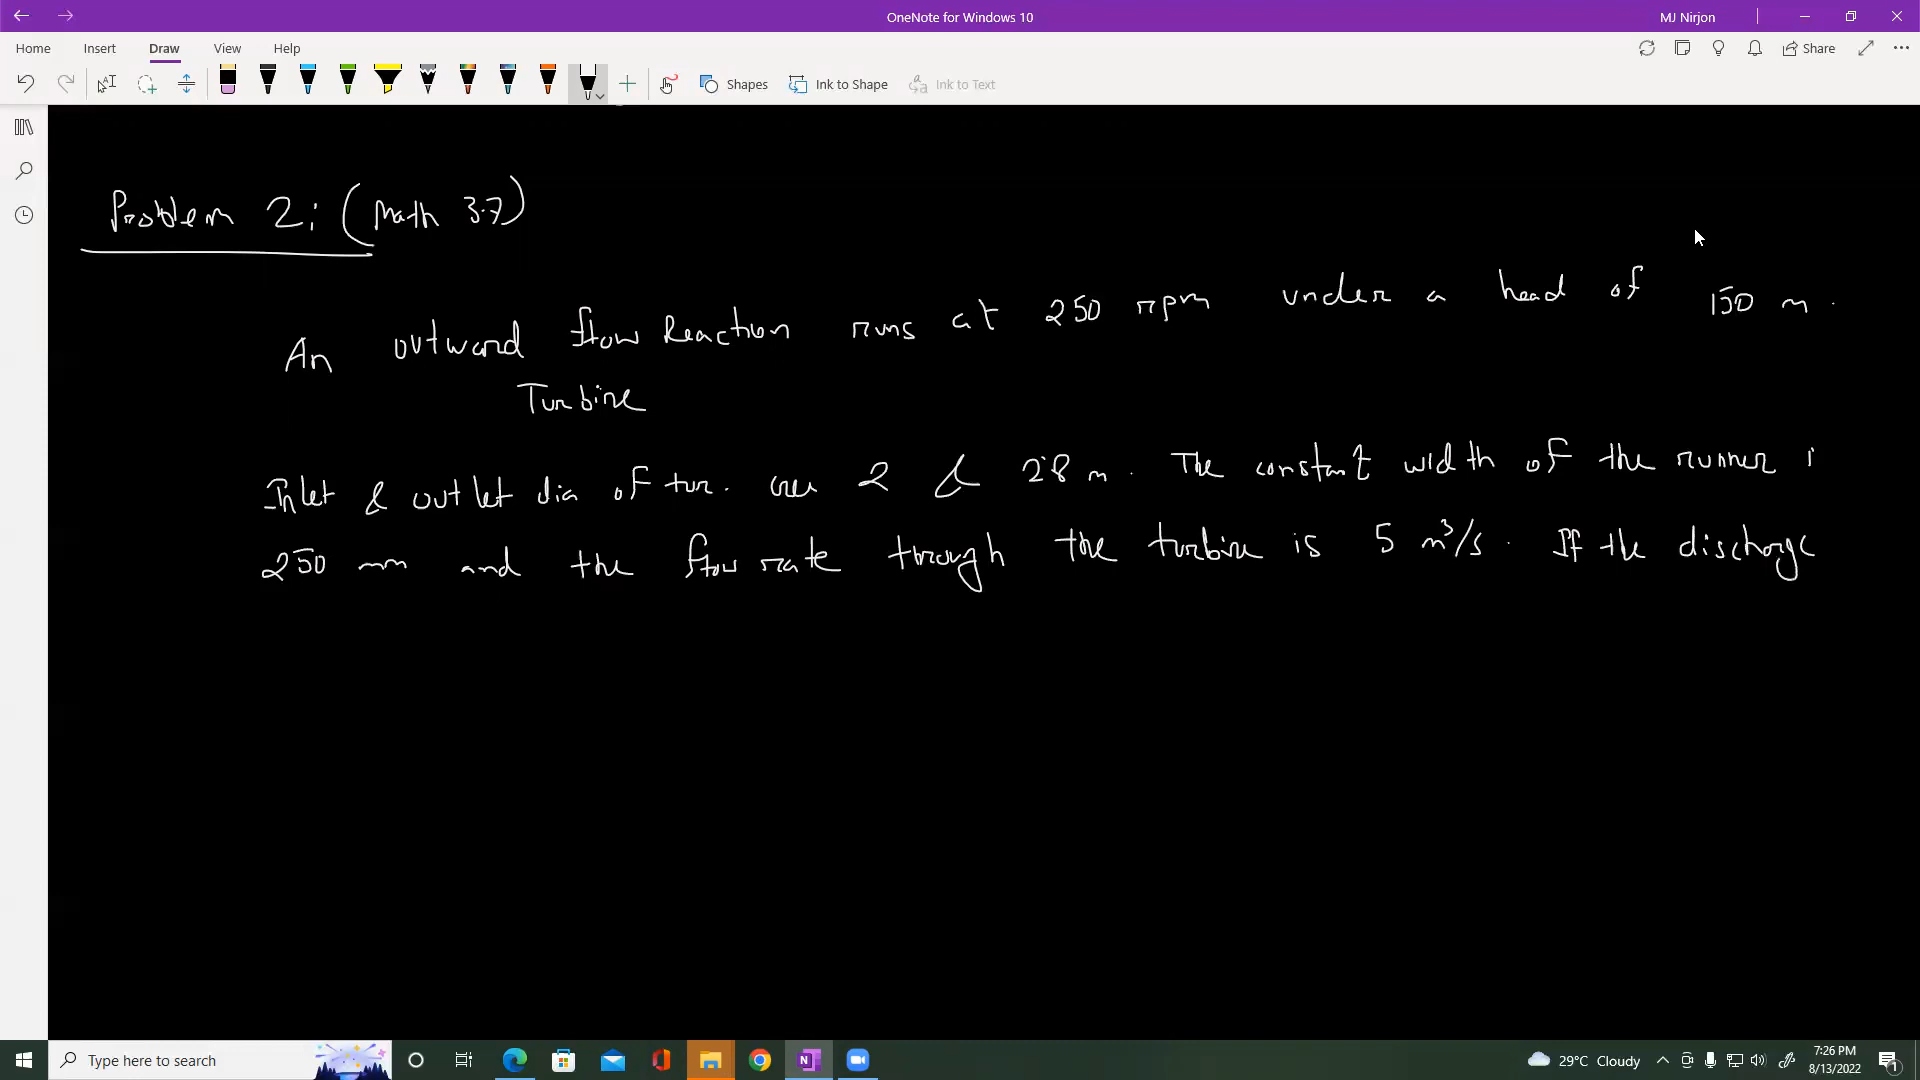 OneNote for Windows 10
MJ Nirjon
Home Insert Draw View Help
Share
Shapes Ink to Shape Ink to Text
Problem 2: (Math 3.7)
An outward flow Reaction runs at 250 rpm under a head of 150 m.
Turbine
Inlet & outlet dia of tur. are 2 & 2.8 m. The constant width of the runner i
250 mm and the flow rate through the turbine is 5 m³/s. If the discharge
Type here to search
29°C Cloudy
7:26 PM
8/13/2022
1